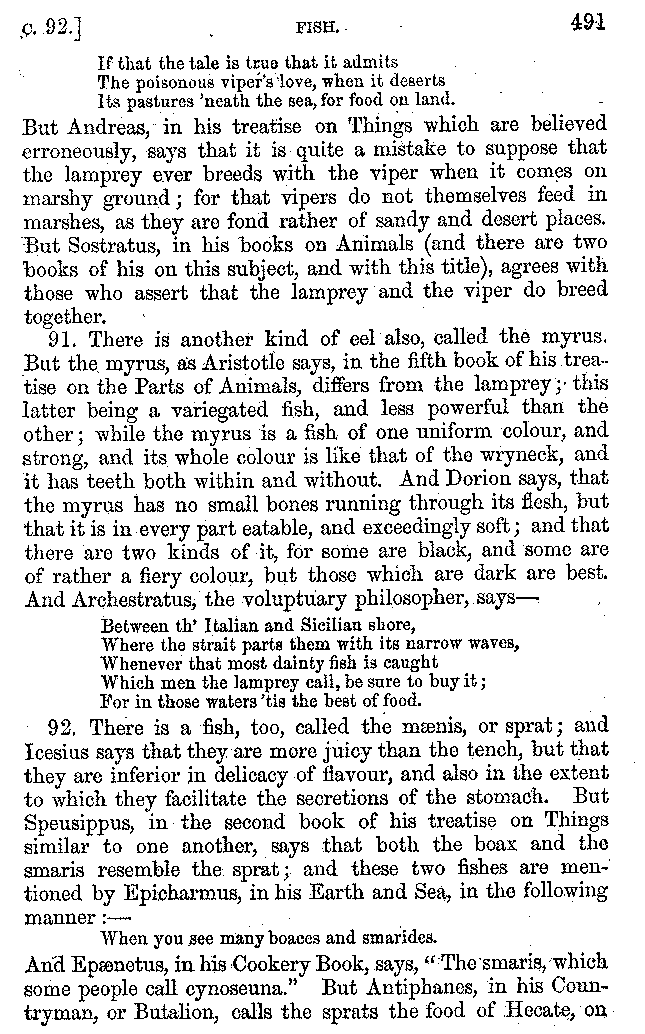 c. 92.] FISH. 491
If that the tale is true that it admits
The poisonous viper's love, when it deserts
Its pastures 'neath the sea, for food on land.
But Andreas, in his treatise on Things which are believed
erroneously, says that it is quite a mistake to suppose that
the lamprey ever breeds with the viper when it comes on
marshy ground; for that vipers do not themselves feed in
marshes, as they are fond rather of sandy and desert places.
But Sostratus, in his books on Animals (and there are two
books of his on this subject, and with this title), agrees with
those who assert that the lamprey and the viper do breed
together.
91. There is another kind of eel also, called the myrus.
But the myrus, as Aristotle says, in the fifth book of his trea-
tise on the Parts of Animals, differs from the lamprey; this
latter being a variegated fish, and less powerful than the
other; while the myrus is a fish of one uniform colour, and
strong, and its whole colour is like that of the wryneck, and
it has teeth both within and without. And Dorion says, that
the myrus has no small bones running through its flesh, but
that it is in every part eatable, and exceedingly soft; and that
there are two kinds of it, for some are black, and some are
of rather a fiery colour, but those which are dark are best.
And Archestratus, the voluptuary philosopher, says—
Between th' Italian and Sicilian shore,
Where the strait parts them with its narrow waves,
Whenever that most dainty fish is caught
Which men the lamprey call, be sure to buy it;
For in those waters 'tis the best of food.
92. There is a fish, too, called the mænis, or sprat; and
Icesius says that they are more juicy than the tench, but that
they are inferior in delicacy of flavour, and also in the extent
to which they facilitate the secretions of the stomach. But
Speusippus, in the second book of his treatise on Things
similar to one another, says that both the boax and the
smaris resemble the sprat; and these two fishes are men-
tioned by Epicharmus, in his Earth and Sea, in the following
manner:—
When you see many boaces and smarides.
And Epænetus, in his Cookery Book, says, "The smaris, which
some people call cynoseuna." But Antiphanes, in his Coun-
tryman, or Butalion, calls the sprats the food of Hecate, on